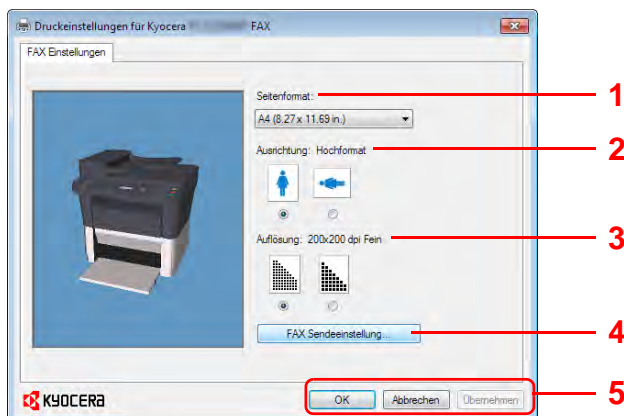 Druckeinstellungen für Kyocera FAX
FAX Einstellungen
Seitenformat:
1
A4 (8.27 x 11.69 in.)
Ausrichtung: Hochformat
2
Auflösung: 200x200 dpi Fein
3
FAX Sendeeinstellung...
4
KYOCERA
OK
Abbrechen
Übernehmen
5